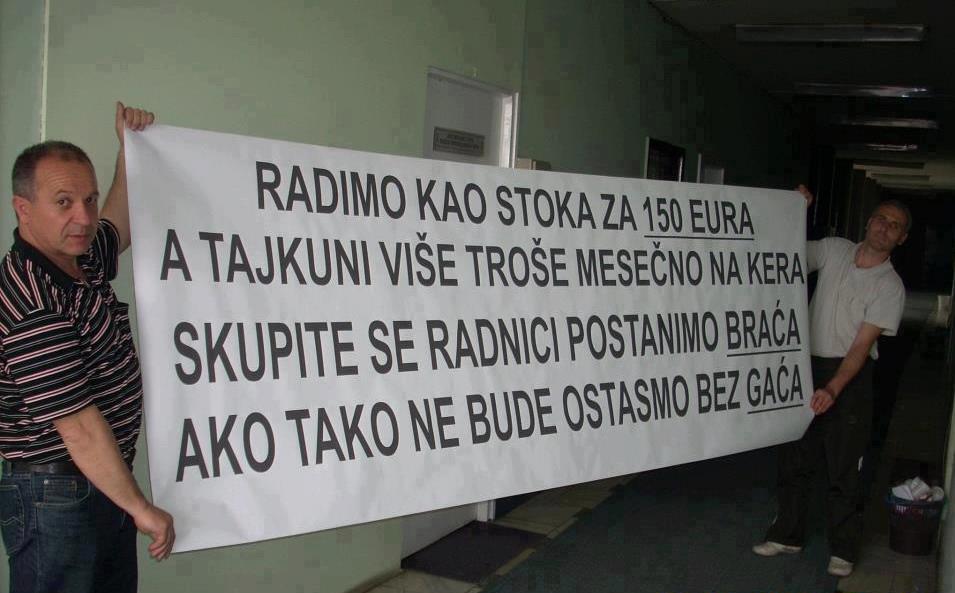 RADIMO KAO STOKA ZA 150 EURA
A TAJKUNI VIŠE TROŠE MESEČNO NA KERA
SKUPITE SE RADNICI POSTANIMO BRAĆA
AKO TAKO NE BUDE OSTASMO BEZ GAĆA